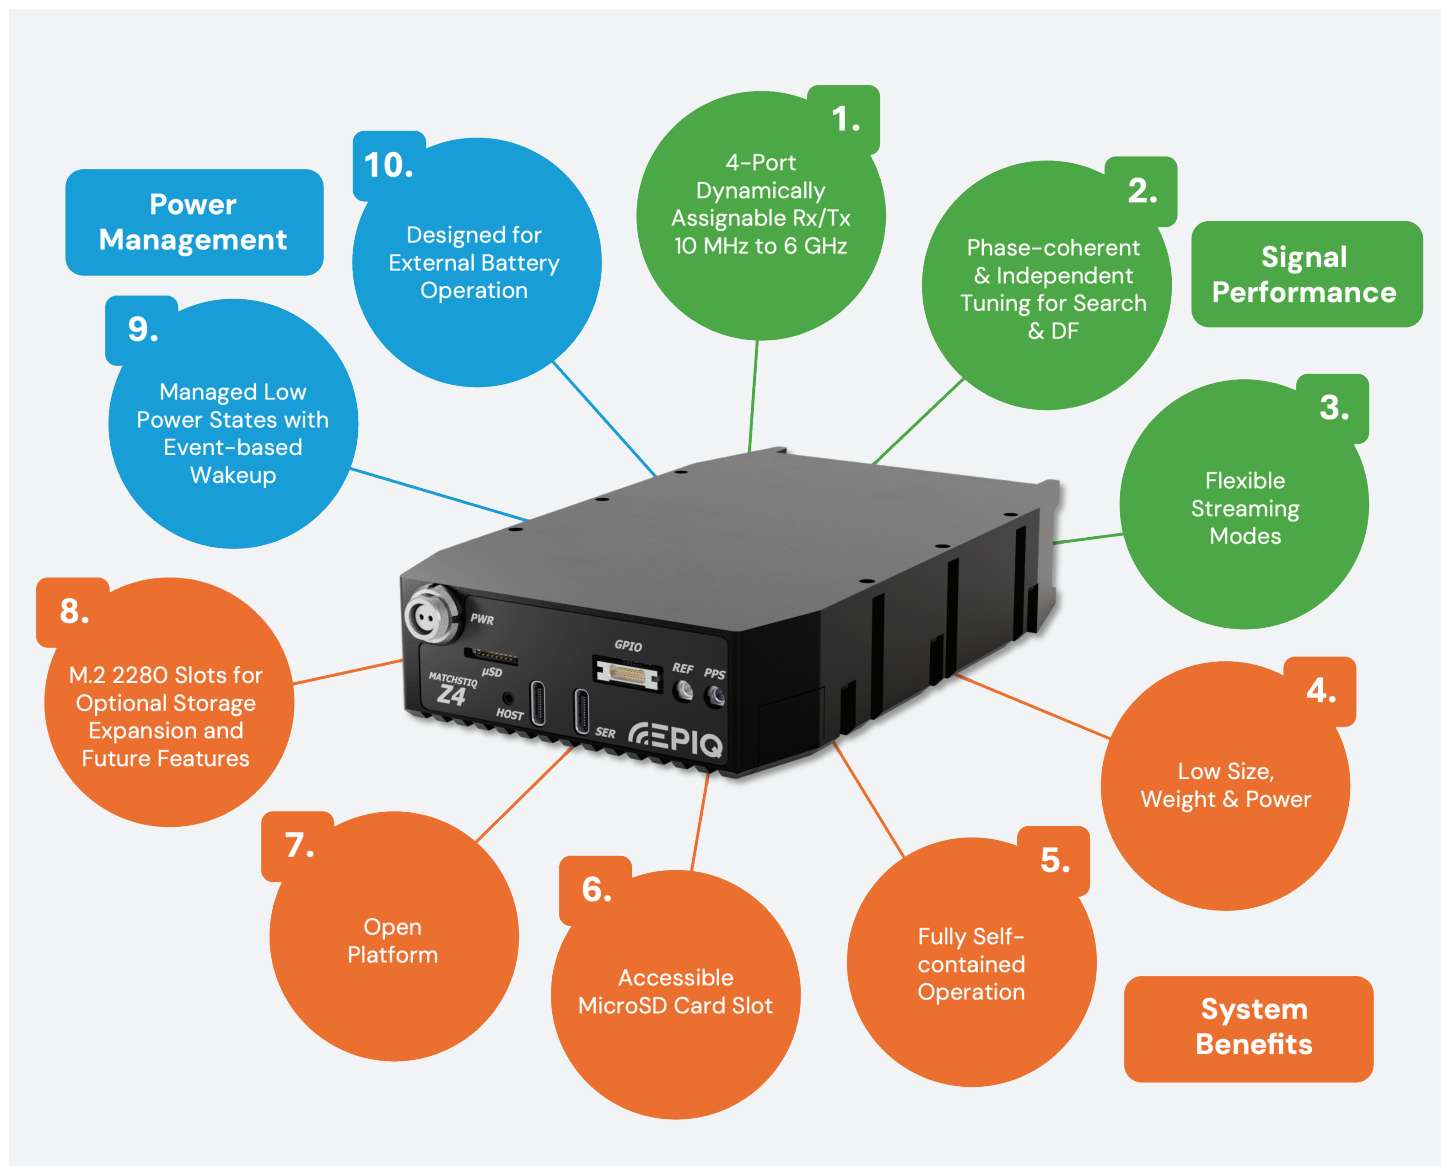 1.
4-Port
Dynamically
Assignable Rx/Tx
10 MHz to 6 GHz
2.
Phase-coherent
& Independent
Tuning for Search
& DF
Signal
Performance
3.
Flexible
Streaming
Modes
4.
Low Size,
Weight & Power
5.
Fully Self-
contained
Operation
System
Benefits
6.
Accessible
MicroSD Card Slot
7.
Open
Platform
8.
M.2 2280 Slots for
Optional Storage
Expansion and
Future Features
9.
Managed Low
Power States with
Event-based
Wakeup
Power
Management
10.
Designed for
External Battery
Operation
PWR
µSD
MATCHSTIQ
Z4
HOST
SER
GPIO
REF
PPS
EPIQ